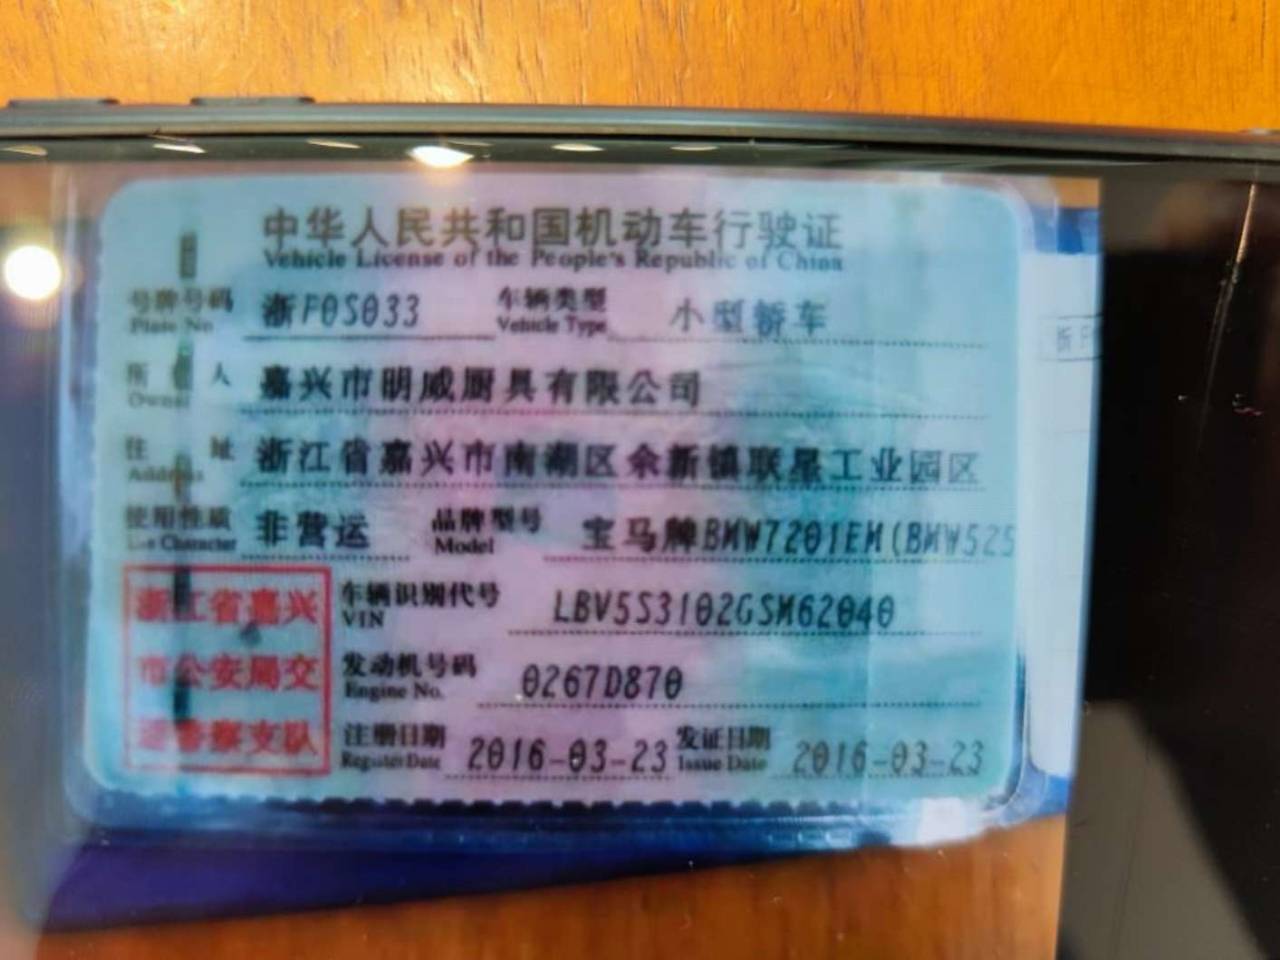 中华人民共和国机动车行驶证
Vehicle License of the People's Republic of China
号牌号码 浙F0S033 车辆类型 小型轿车
Plate No Vehicle Type
所 人 嘉兴市明威厨具有限公司
Owner
住 址 浙江省嘉兴市南湖区余新镇联星工业园区
Address
使用性质 非营运 品牌型号 宝马牌BMW7201EM(BMW525
Use Character Model
浙江省嘉兴 车辆识别代号 LBV5S3102GSM62040
VIN
市公安局交 发动机号码 0267D870
Engine No.
通警察支队 注册日期 2016-03-23 发证日期 2016-03-23
Register Date Issue Date